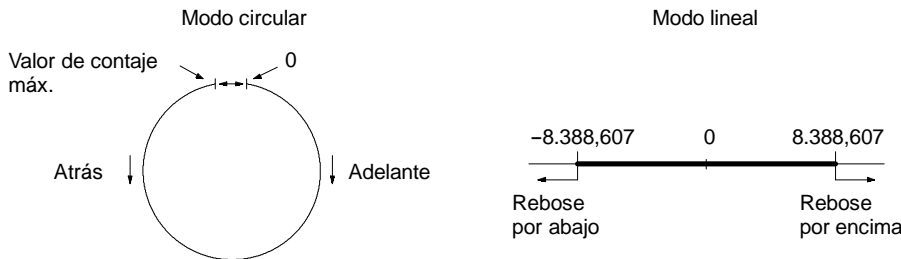 Modo circular
Valor de contaje
máx.
0
Atrás
Adelante
Modo lineal
−8.388,607
0
8.388,607
Rebose
por abajo
Rebose
por encima